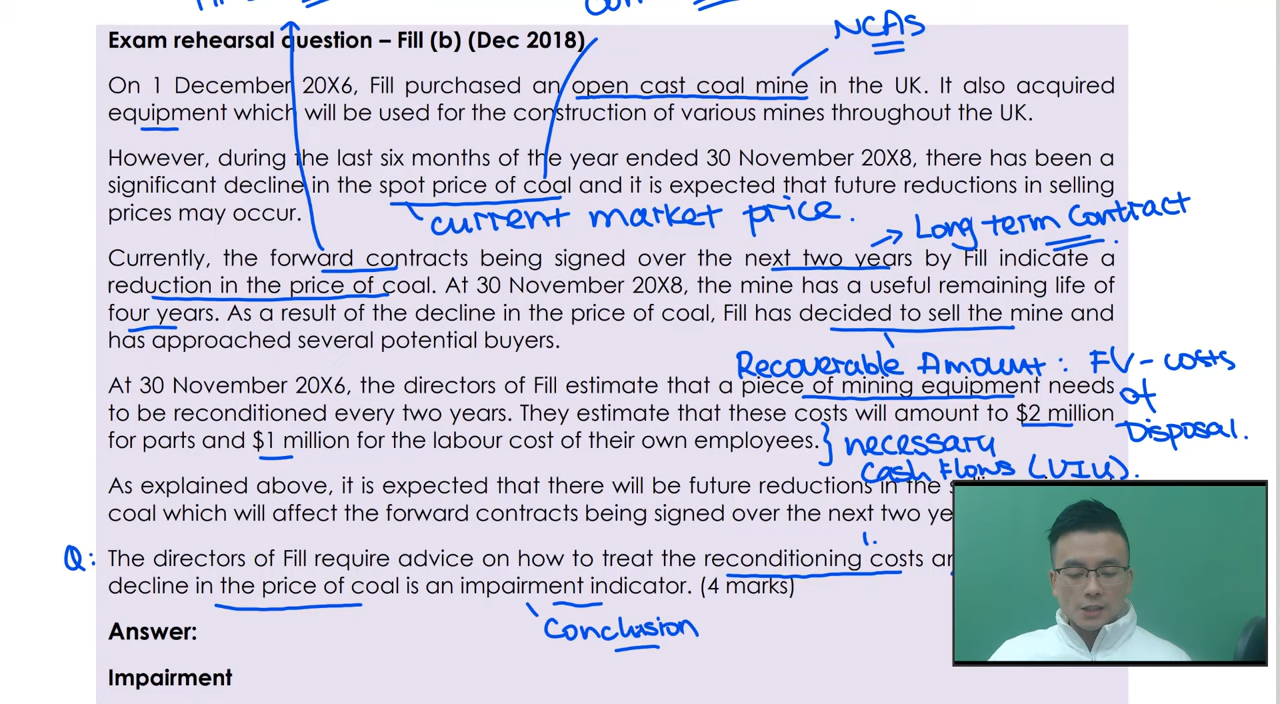 NCAs
Exam rehearsal question – Fill (b) (Dec 2018)
On 1 December 20X6, Fill purchased an open cast coal mine in the UK. It also acquired
equipment which will be used for the construction of various mines throughout the UK.
However, during the last six months of the year ended 30 November 20X8, there has been a
significant decline in the spot price of coal and it is expected that future reductions in selling
prices may occur.
current market price.
Long term Contract
Currently, the forward contracts being signed over the next two years by Fill indicate a
reduction in the price of coal. At 30 November 20X8, the mine has a useful remaining life of
four years. As a result of the decline in the price of coal, Fill has decided to sell the mine and
has approached several potential buyers.
Recoverable Amount: FV - costs
of
Disposal.
At 30 November 20X6, the directors of Fill estimate that a piece of mining equipment needs
to be reconditioned every two years. They estimate that these costs will amount to $2 million
for parts and $1 million for the labour cost of their own employees.
} necessary
cash flows (VIU).
As explained above, it is expected that there will be future reductions in the
coal which will affect the forward contracts being signed over the next two
1.
Q: The directors of Fill require advice on how to treat the reconditioning costs
decline in the price of coal is an impairment indicator. (4 marks)
Conclusion
Answer:
Impairment